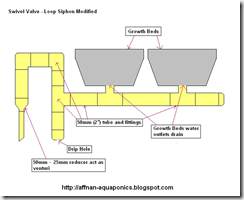 Swivel Valve - Loop Siphon Modified
Growth Beds
50mm (2") tube and fittings
Growth Beds water
outlets drain
Drip Hole
50mm - 25mm reducer act as
venturi
http://affnan-aquaponics.blogspot.com